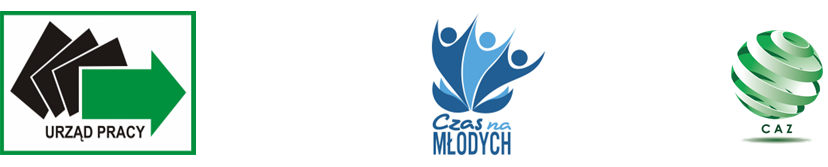 URZĄD PRACY
Czas na
MŁODYCH
CAZ